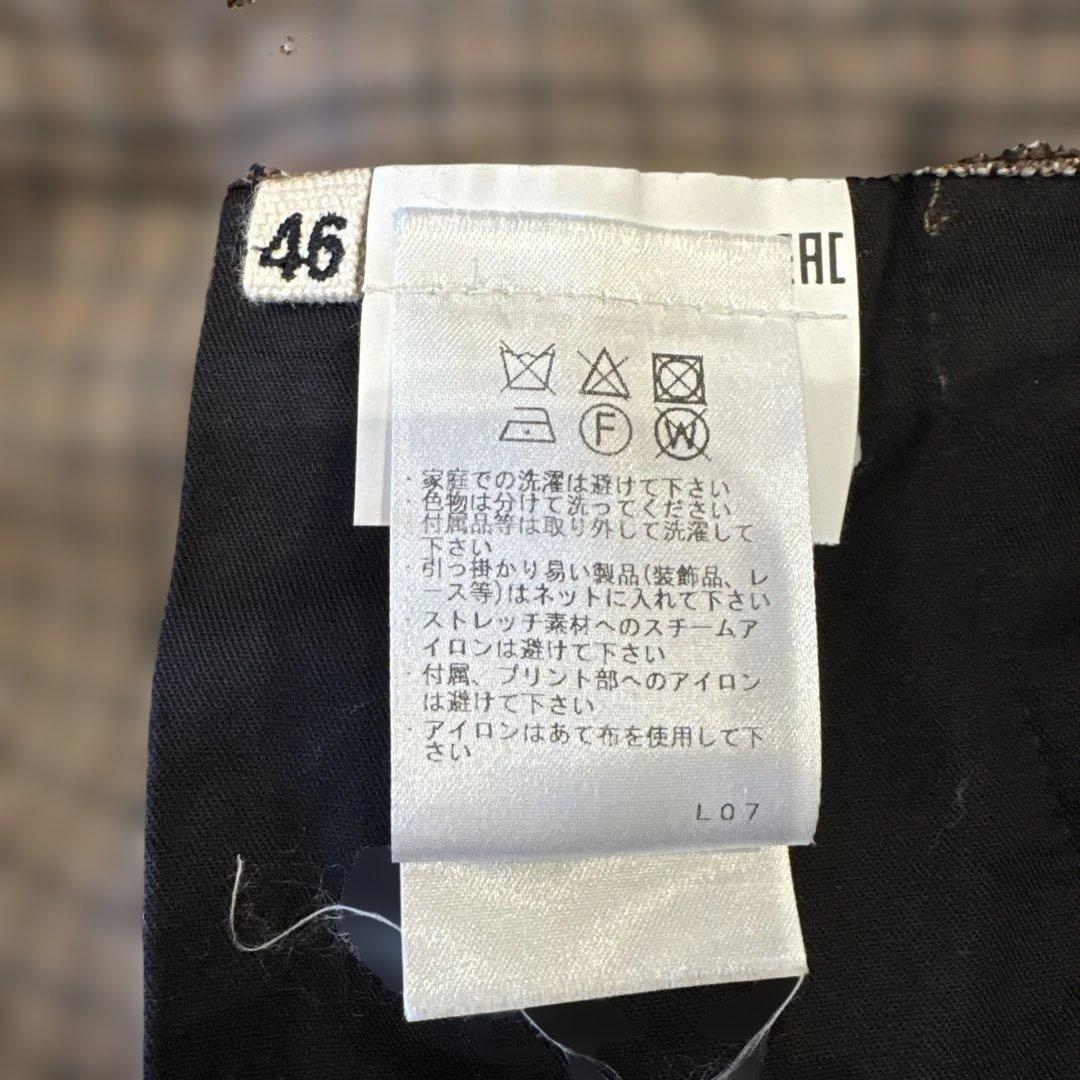 46
EAC
F
W
・家庭での洗濯は避けて下さい
・色物は分けて洗ってください
・付属品等は取り外して洗濯して
下さい
・引っ掛かり易い製品(装飾品、レ
ース等)はネットに入れて下さい
・ストレッチ素材へのスチームア
イロンは避けて下さい
・付属、プリント部へのアイロン
は避けて下さい
・アイロンはあて布を使用して下
さい
L07